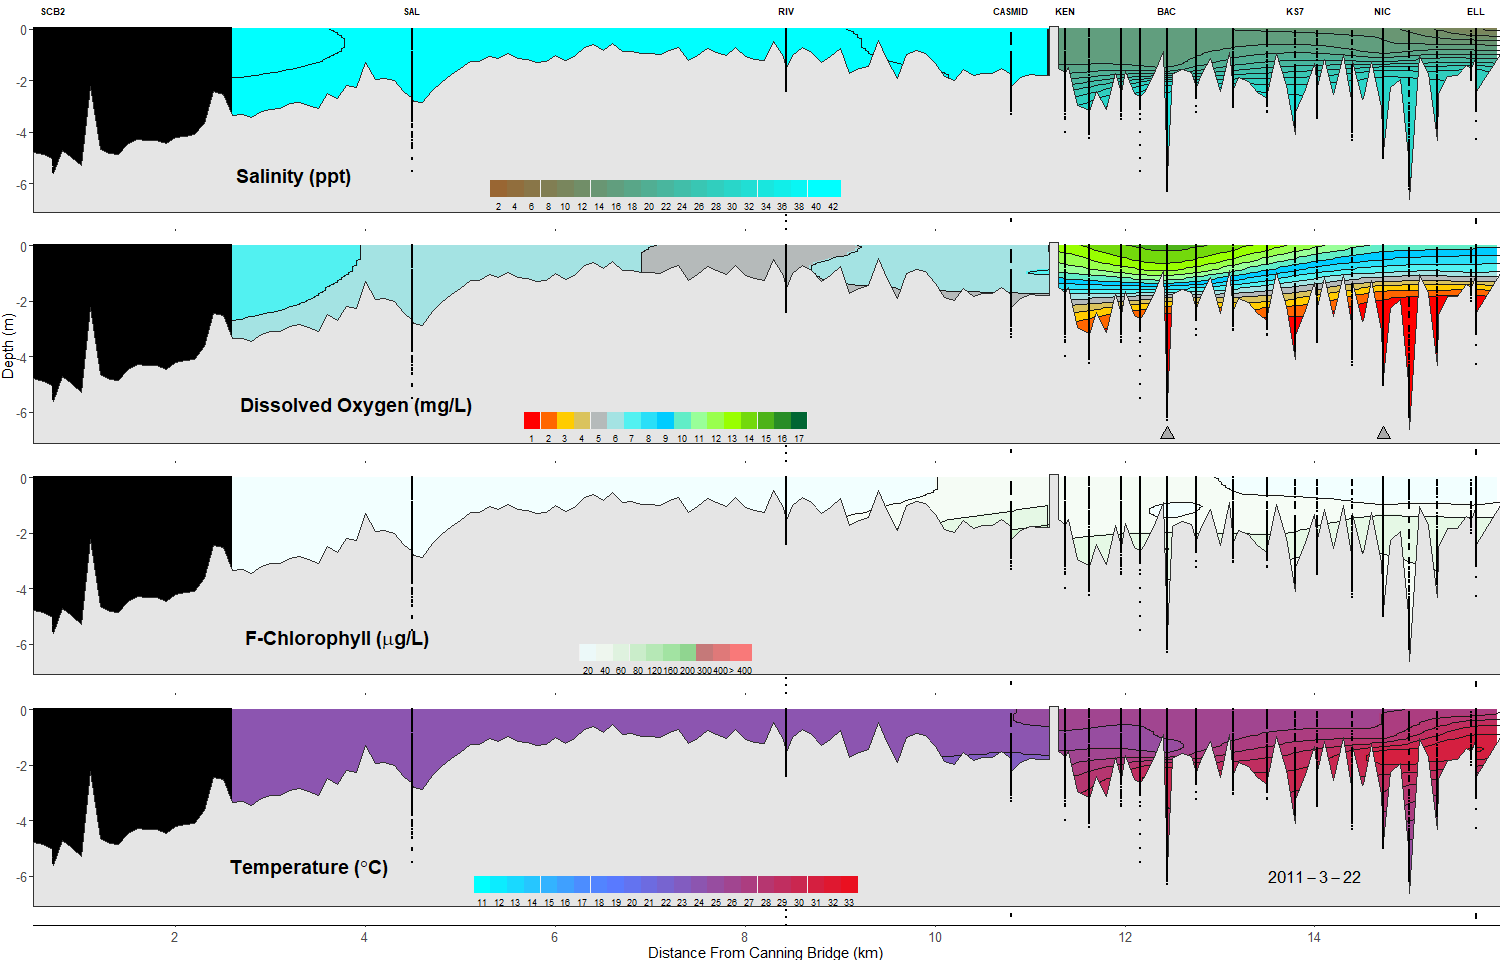 SCB2 SAL RIV CASMID KEN BAC KS7 NIC ELL
0
-2
-4
-6
Salinity (ppt)
2 4 6 8 10 12 14 16 18 20 22 24 26 28 30 32 34 36 38 40 42
0
-2
-4
-6
Depth (m)
Dissolved Oxygen (mg/L)
1 2 3 4 5 6 7 8 9 10 11 12 13 14 15 16 17
0
-2
-4
-6
F-Chlorophyll (µg/L)
20 40 60 80 120 160 200 300 400 > 400
0
-2
-4
-6
Temperature (°C)
2011 – 3 – 22
11 12 13 14 15 16 17 18 19 20 21 22 23 24 25 26 27 28 29 30 31 32 33
2 4 6 8 10 12 14
Distance From Canning Bridge (km)